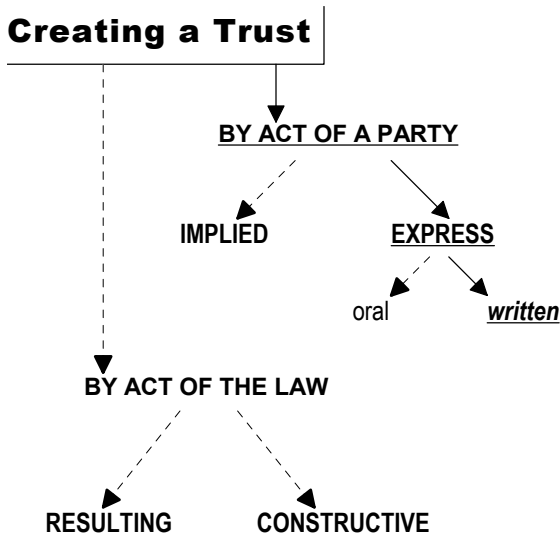 Creating a Trust
BY ACT OF A PARTY
IMPLIED EXPRESS
oral written
BY ACT OF THE LAW
RESULTING CONSTRUCTIVE